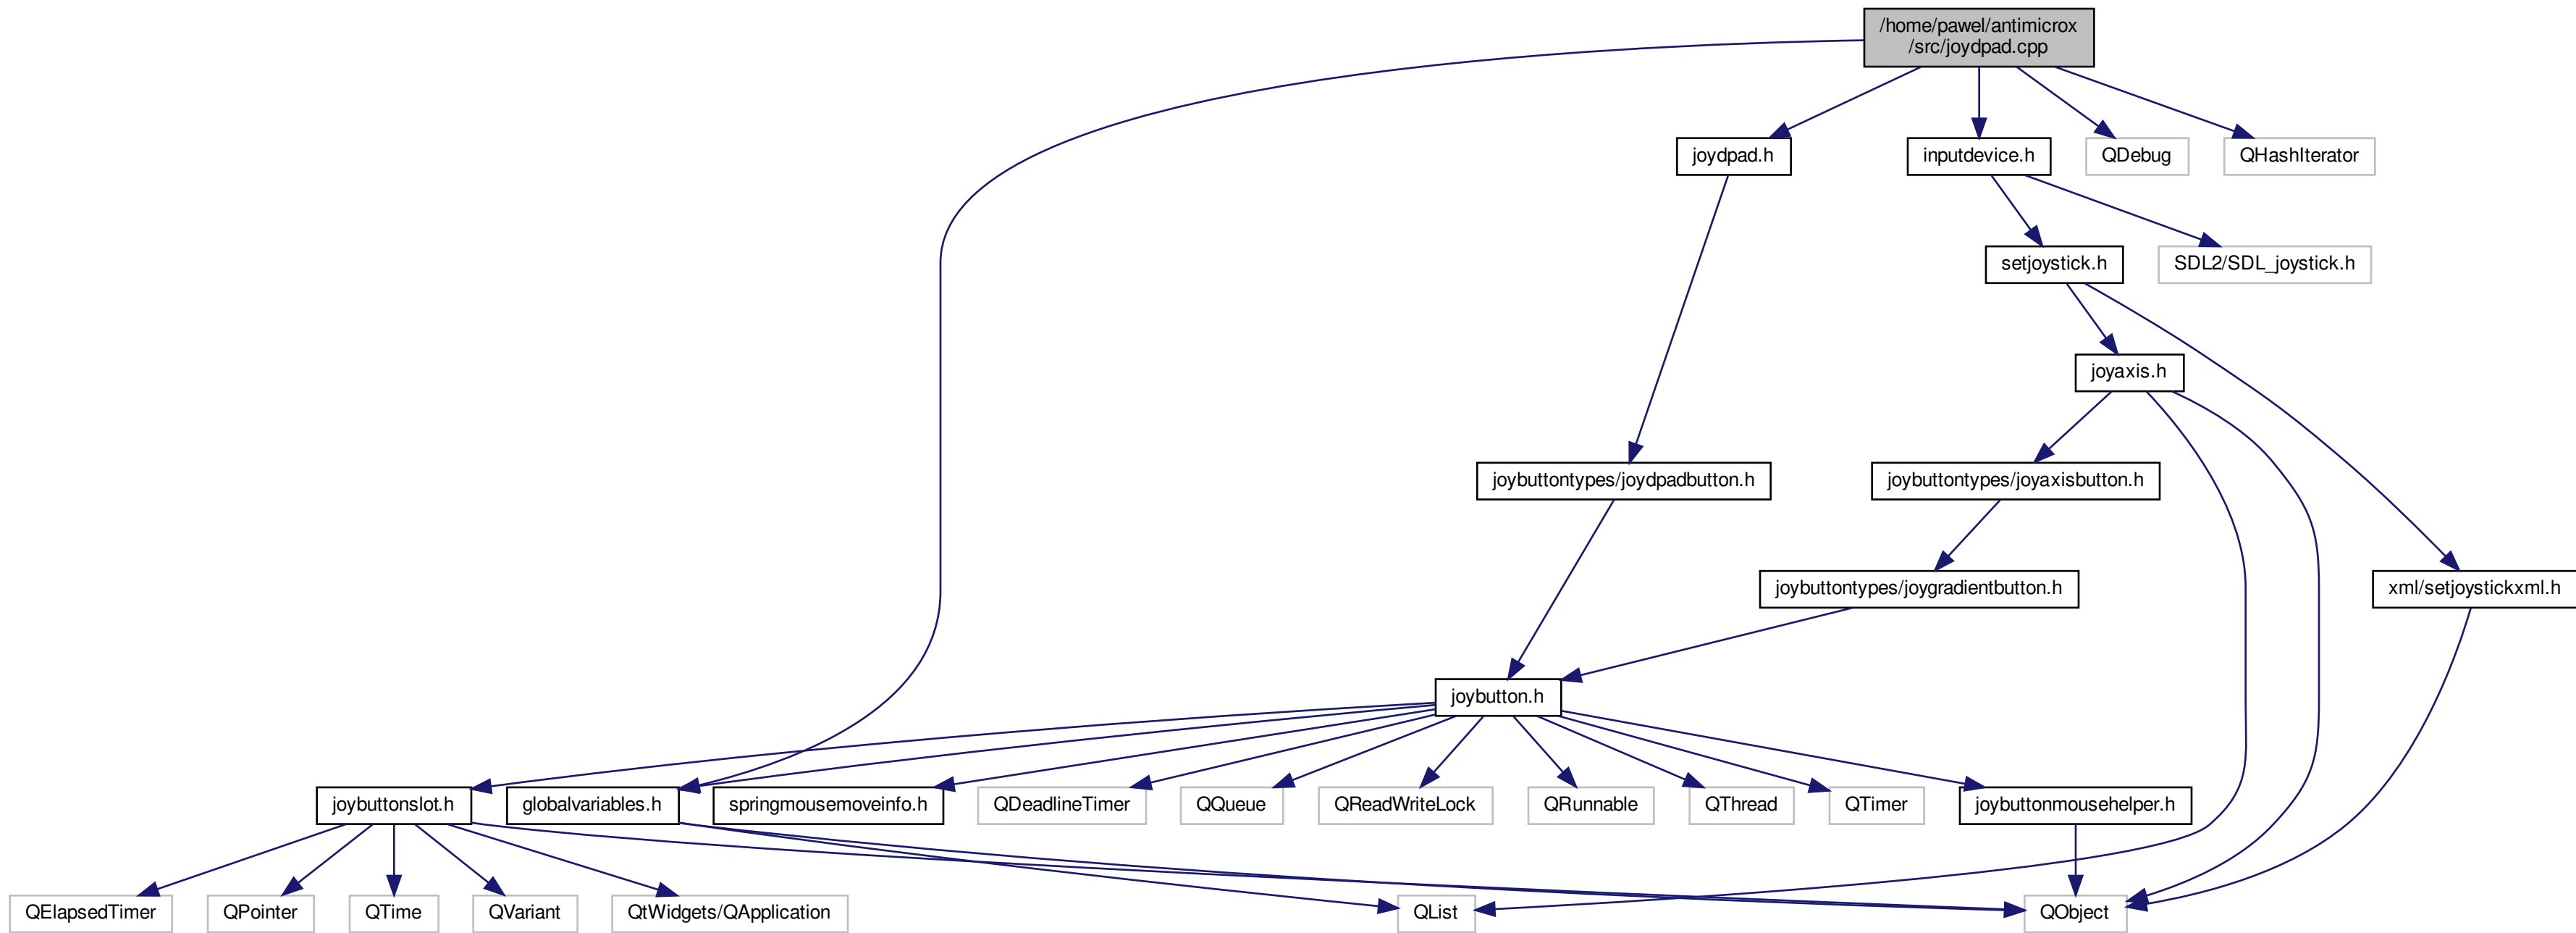 /home/pawel/antimicrox
/src/joydpad.cpp
joydpad.h
inputdevice.h
QDebug
QHashIterator
setjoystick.h
SDL2/SDL_joystick.h
joyaxis.h
joybuttontypes/joydpadbutton.h
joybuttontypes/joyaxisbutton.h
joybuttontypes/joygradientbutton.h
xml/setjoystickxml.h
joybutton.h
joybuttonslot.h
globalvariables.h
springmousemoveinfo.h
QDeadlineTimer
QQueue
QReadWriteLock
QRunnable
QThread
QTimer
joybuttonmousehelper.h
QElapsedTimer
QPointer
QTime
QVariant
QtWidgets/QApplication
QList
QObject